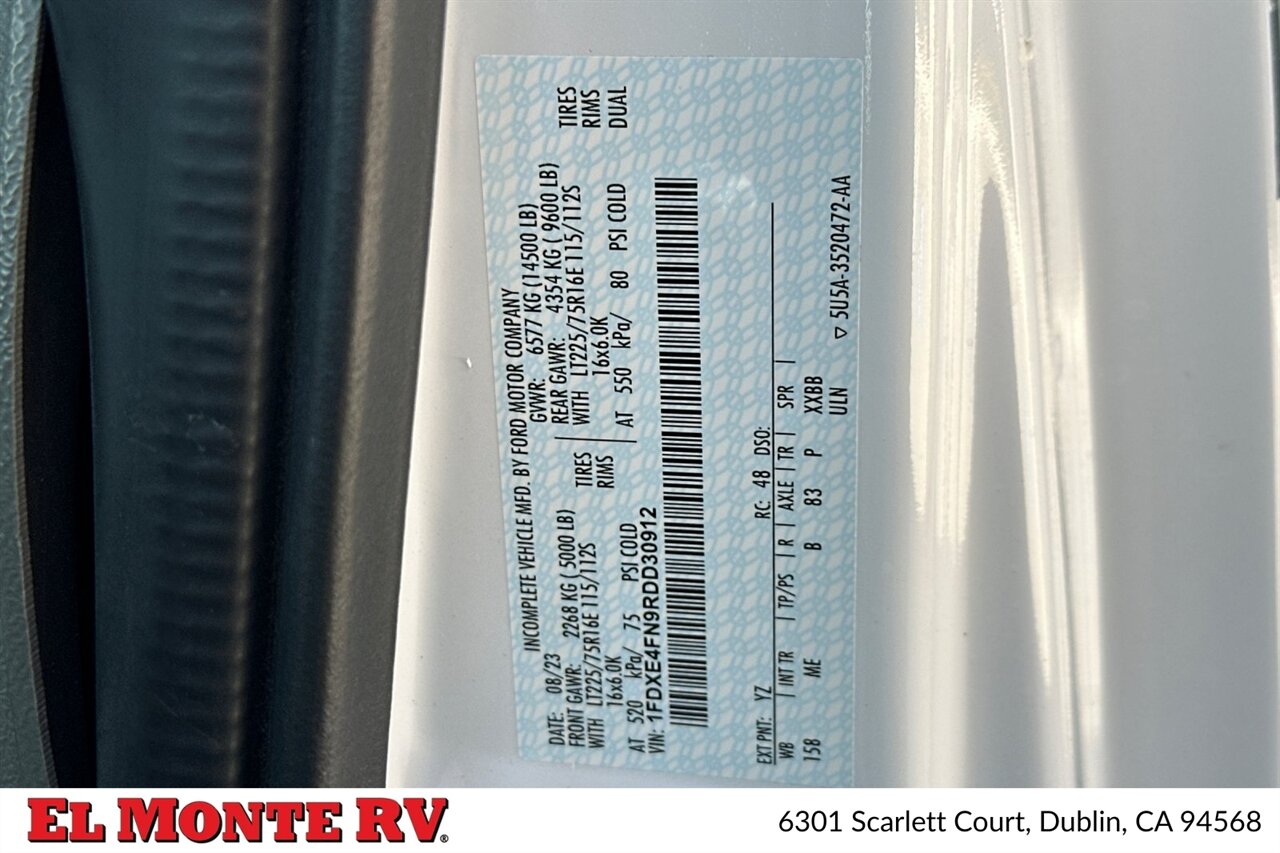 INCOMPLETE VEHICLE MFD. BY FORD MOTOR COMPANY
DATE: 08/23 GVWR: 6577 KG (14500 LB)
FRONT GAWR: 2268 KG ( 5000 LB) REAR GAWR: 4354 KG ( 9600 LB)
WITH LT225/75R16E 115/112S TIRES WITH LT225/75R16E 115/112S TIRES
16x6.0K RIMS 16x6.0K RIMS
AT 520 kPa/ 75 PSI COLD AT 550 kPa/ 80 PSI COLD DUAL
VIN: 1FDXE4FN9RDD30912
EXT PNT: YZ RC: 48 DSO:
WB | INT TR | TP/PS | R | AXLE | TR | SPR |
158 ME B 83 P XXBB
ULN ▽ 5U5A-3520472-AA
EL MONTE RV®
6301 Scarlett Court, Dublin, CA 94568